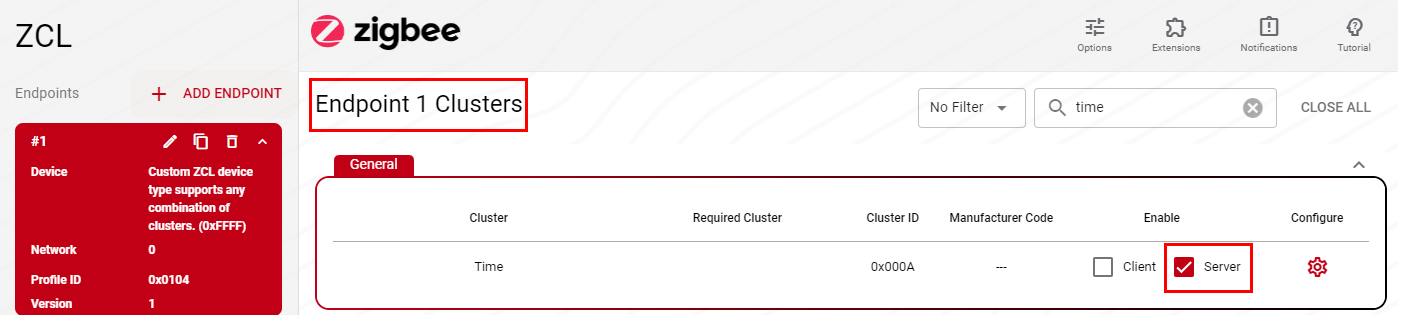 ZCL
zigbee
Options
Extensions
Notifications
Tutorial
Endpoints
ADD ENDPOINT
Endpoint 1 Clusters
No Filter
time
CLOSE ALL
#1
Device
Custom ZCL device
type supports any
combination of
clusters. (0xFFFF)
Network 0
Profile ID 0x0104
Version 1
General
Cluster Required Cluster Cluster ID Manufacturer Code Enable Configure
Time 0x000A --- Client Server